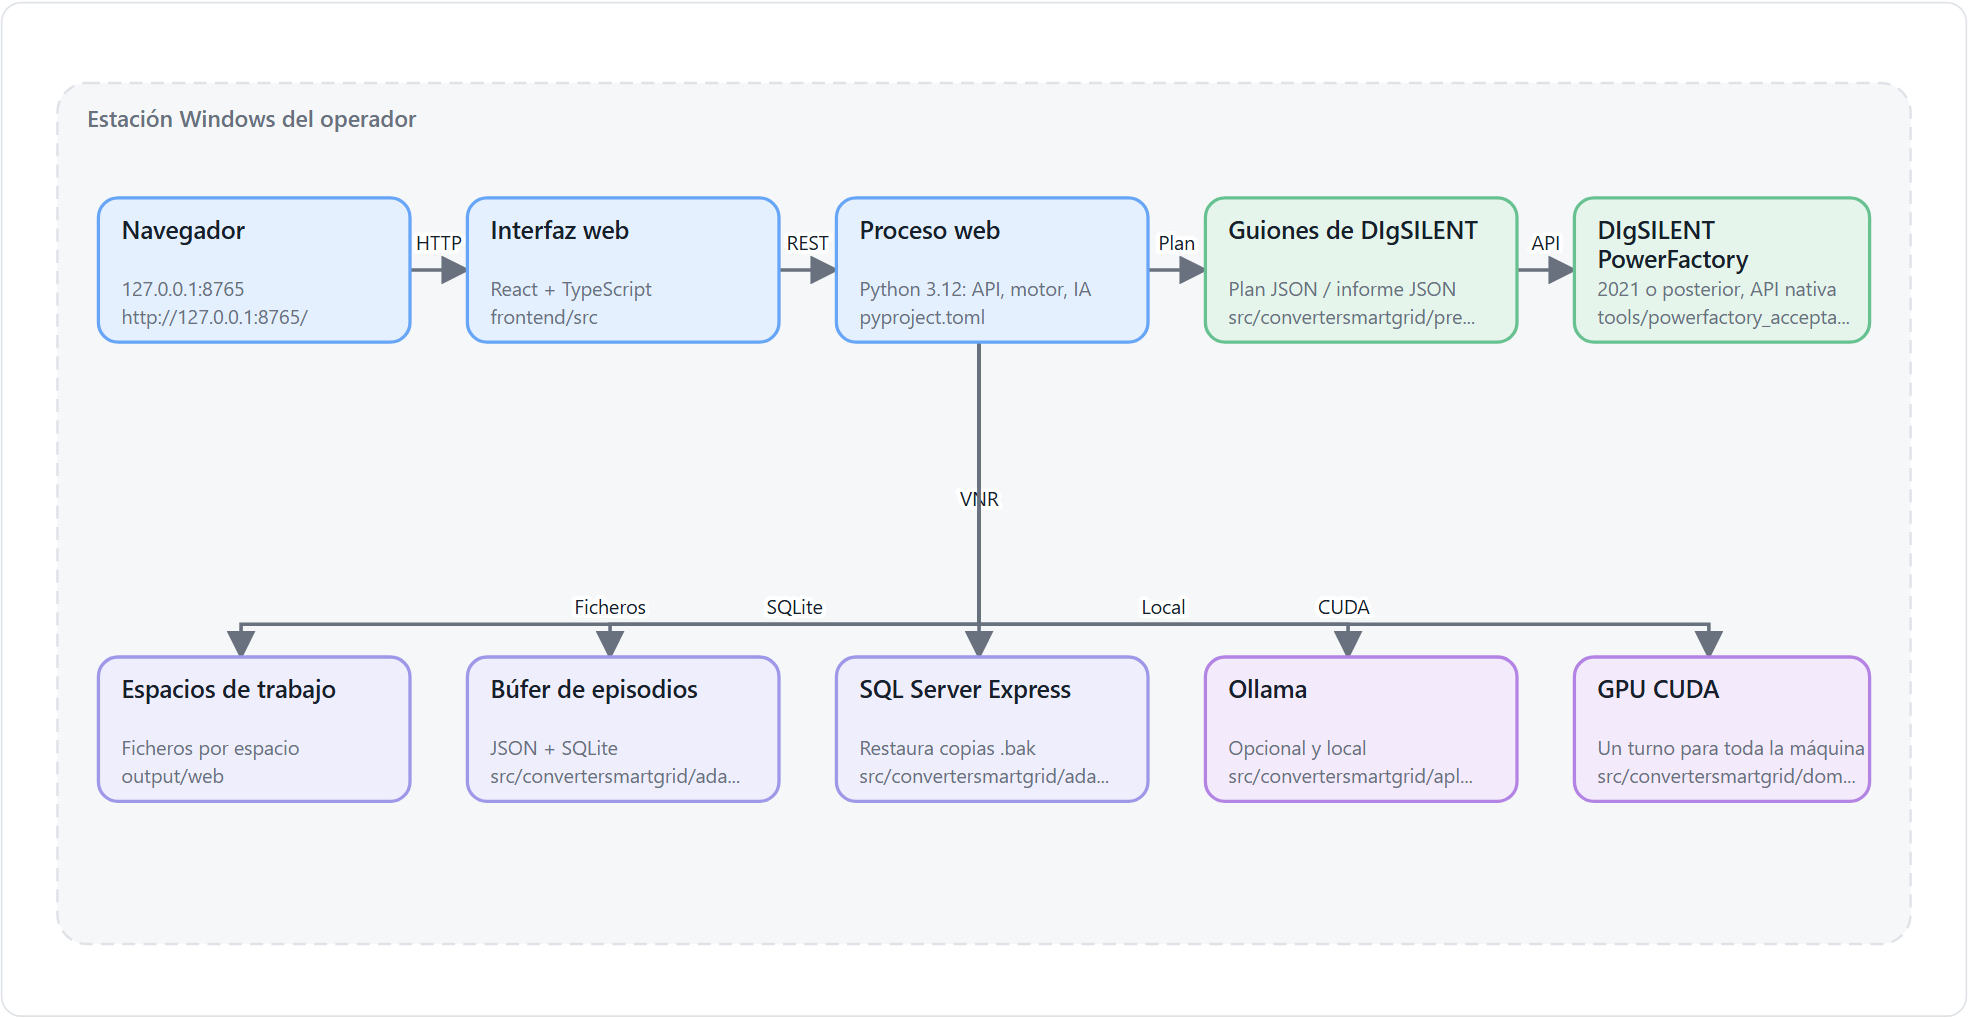 Estación Windows del operador
Navegador
127.0.0.1:8765
http://127.0.0.1:8765/
HTTP
Interfaz web
React + TypeScript
frontend/src
REST
Proceso web
Python 3.12: API, motor, IA
pyproject.toml
Plan
Guiones de DIgSILENT
Plan JSON / informe JSON
src/convertersmartgrid/pre...
API
DIgSILENT
PowerFactory
2021 o posterior, API nativa
tools/powerfactory_accepta...
VNR
Ficheros
SQLite
Local
CUDA
Espacios de trabajo
Ficheros por espacio
output/web
Búfer de episodios
JSON + SQLite
src/convertersmartgrid/ada...
SQL Server Express
Restaura copias .bak
src/convertersmartgrid/ada...
Ollama
Opcional y local
src/convertersmartgrid/apl...
GPU CUDA
Un turno para toda la máquina
src/convertersmartgrid/dom...